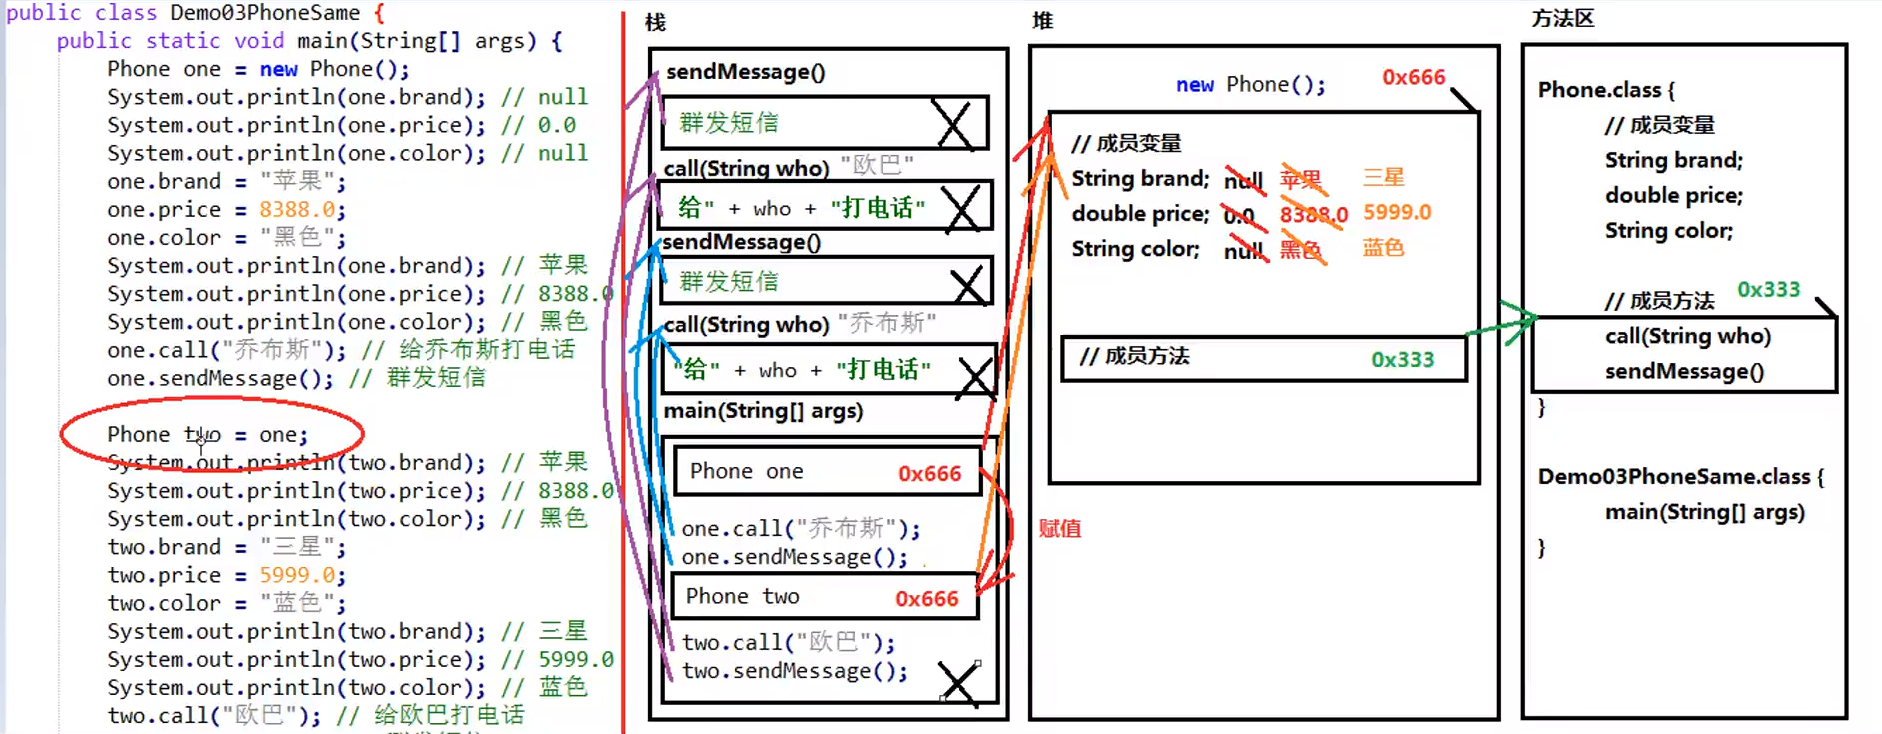 public class Demo03PhoneSame {
public static void main(String[] args) {
Phone one = new Phone();
System.out.println(one.brand); // null
System.out.println(one.price); // 0.0
System.out.println(one.color); // null
one.brand = "苹果";
one.price = 8388.0;
one.color = "黑色";
System.out.println(one.brand); // 苹果
System.out.println(one.price); // 8388.0
System.out.println(one.color); // 黑色
one.call("乔布斯"); // 给乔布斯打电话
one.sendMessage(); // 群发短信
Phone two = one;
System.out.println(two.brand); // 苹果
System.out.println(two.price); // 8388.0
System.out.println(two.color); // 黑色
two.brand = "三星";
two.price = 5999.0;
two.color = "蓝色";
System.out.println(two.brand); // 三星
System.out.println(two.price); // 5999.0
System.out.println(two.color); // 蓝色
two.call("欧巴"); // 给欧巴打电话
栈
sendMessage()
群发短信
call(String who) "欧巴"
给" + who + "打电话"
sendMessage()
群发短信
call(String who) "乔布斯"
"给" + who + "打电话"
main(String[] args)
Phone one 0x666
one.call("乔布斯");
one.sendMessage();
Phone two 0x666
two.call("欧巴");
two.sendMessage();
赋值
堆
new Phone(); 0x666
// 成员变量
String brand; null 苹果 三星
double price; 0.0 8388.0 5999.0
String color; null 黑色 蓝色
// 成员方法 0x333
方法区
Phone.class {
// 成员变量
String brand;
double price;
String color;
// 成员方法 0x333
call(String who)
sendMessage()
}
Demo03PhoneSame.class {
main(String[] args)
}